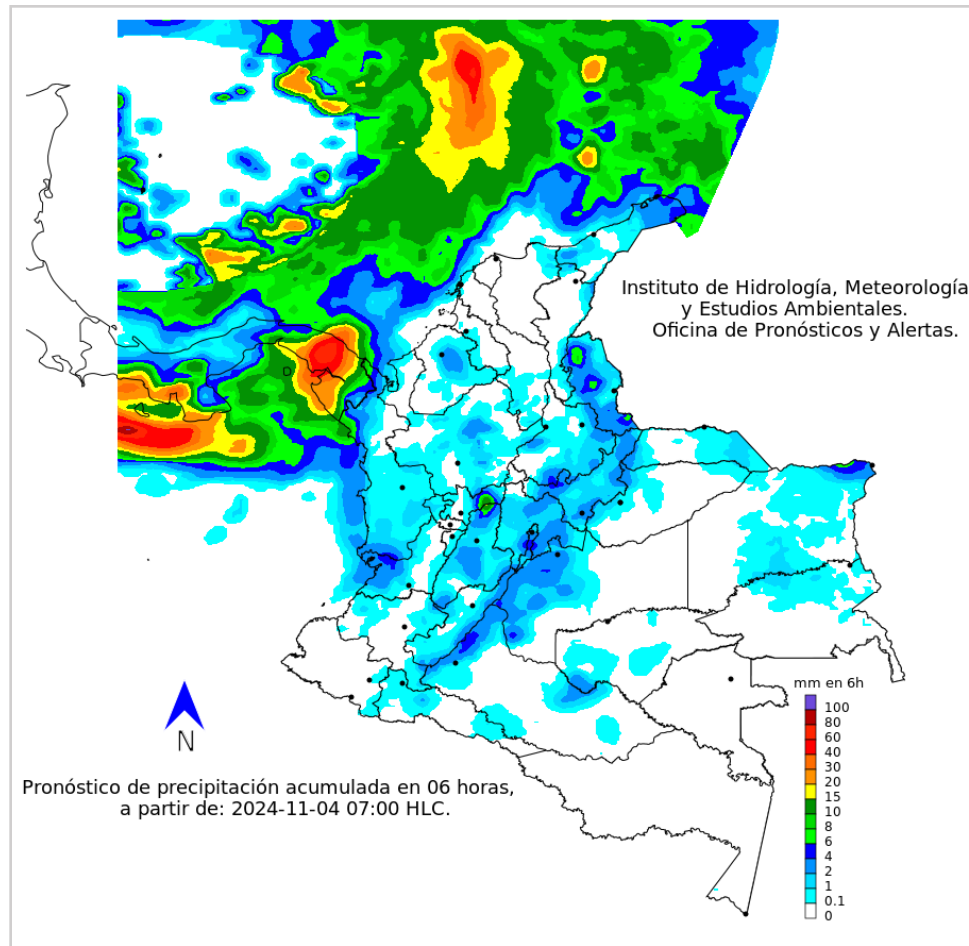 Instituto de Hidrología, Meteorología
y Estudios Ambientales.
Oficina de Pronósticos y Alertas.
mm en 6h
100
80
60
40
30
20
15
10
8
6
4
2
1
0.1
0
N
Pronóstico de precipitación acumulada en 06 horas,
a partir de: 2024-11-04 07:00 HLC.